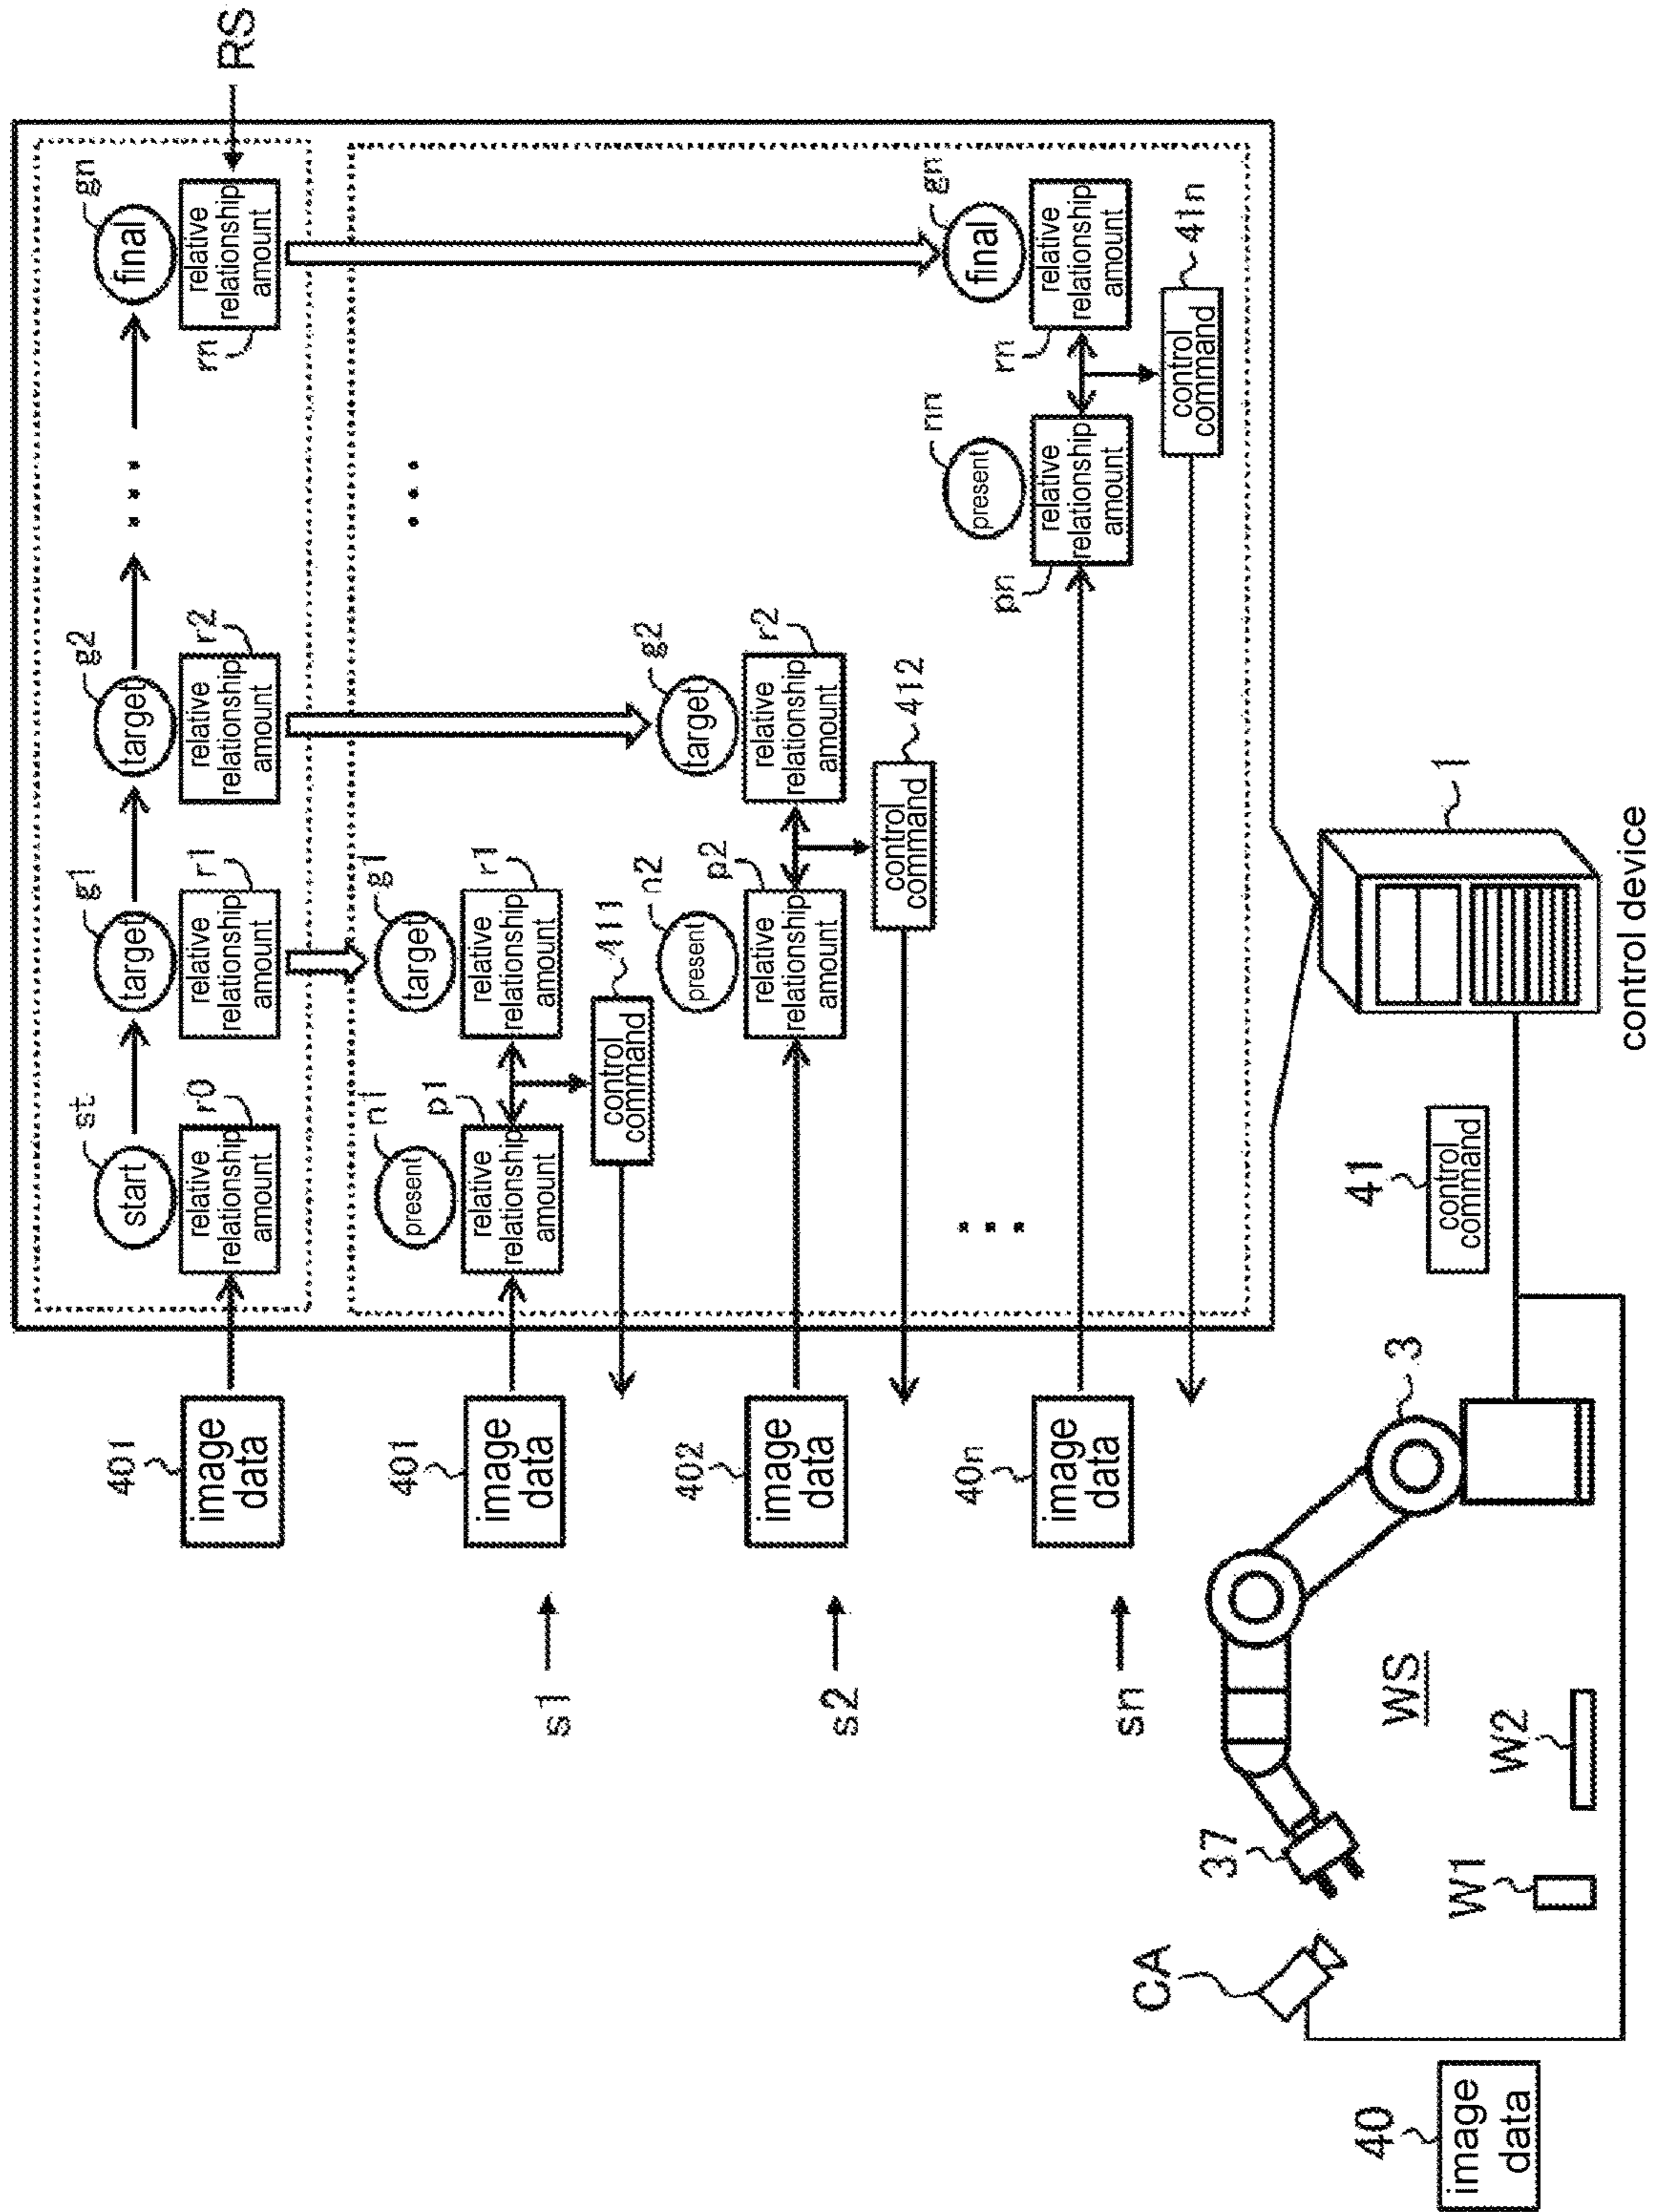 st
g1
g2
gn
start
target
target
...
final
401
r0
r1
r2
rn
RS
image
data
relative
relationship
amount
relative
relationship
amount
relative
relationship
amount
relative
relationship
amount
n1
g1
present
target
...
401
p1
r1
s1
image
data
relative
relationship
amount
relative
relationship
amount
411
control
command
n2
g2
present
target
402
p2
r2
s2
image
data
relative
relationship
amount
relative
relationship
amount
412
control
command
...
nn
gn
present
final
40n
pn
rn
sn
image
data
relative
relationship
amount
relative
relationship
amount
41n
control
command
CA
37
3
41
1
40
WS
W1
W2
image
data
control
command
control device